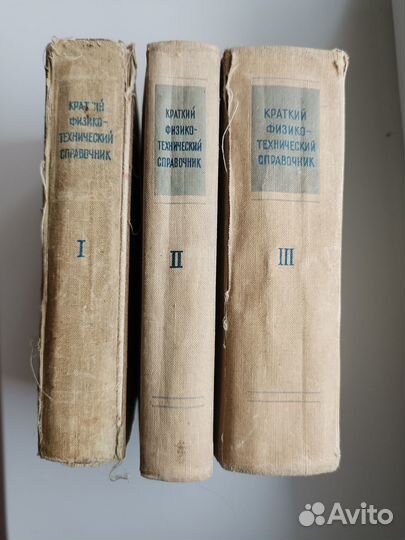 КРАТКИЙ
ФИЗИКО-
ТЕХНИЧЕСКИЙ
СПРАВОЧНИК
I
КРАТКИЙ
ФИЗИКО-
ТЕХНИЧЕСКИЙ
СПРАВОЧНИК
II
КРАТКИЙ
ФИЗИКО-
ТЕХНИЧЕСКИЙ
СПРАВОЧНИК
III
Avito